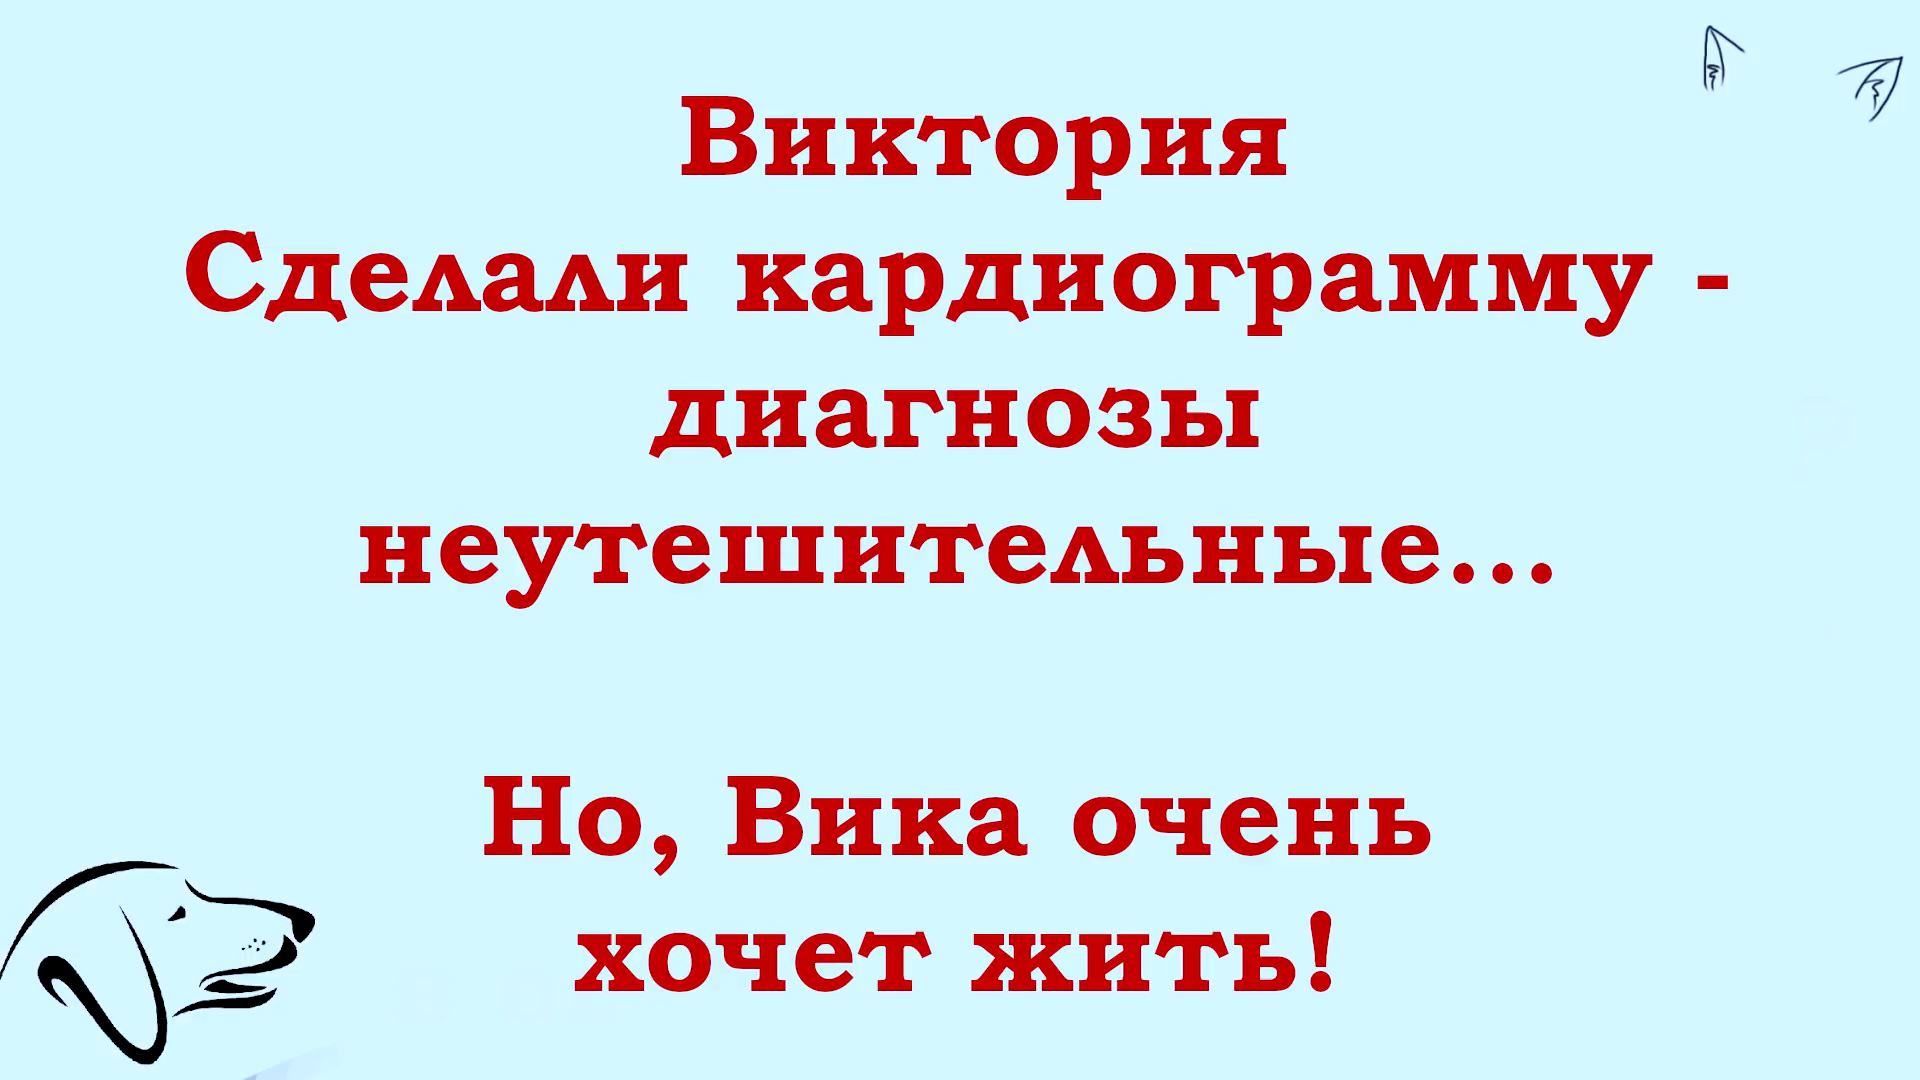 Виктория
Сделали кардиограмму -
диагнозы
неутешительные...
Но, Вика очень
хочет жить!